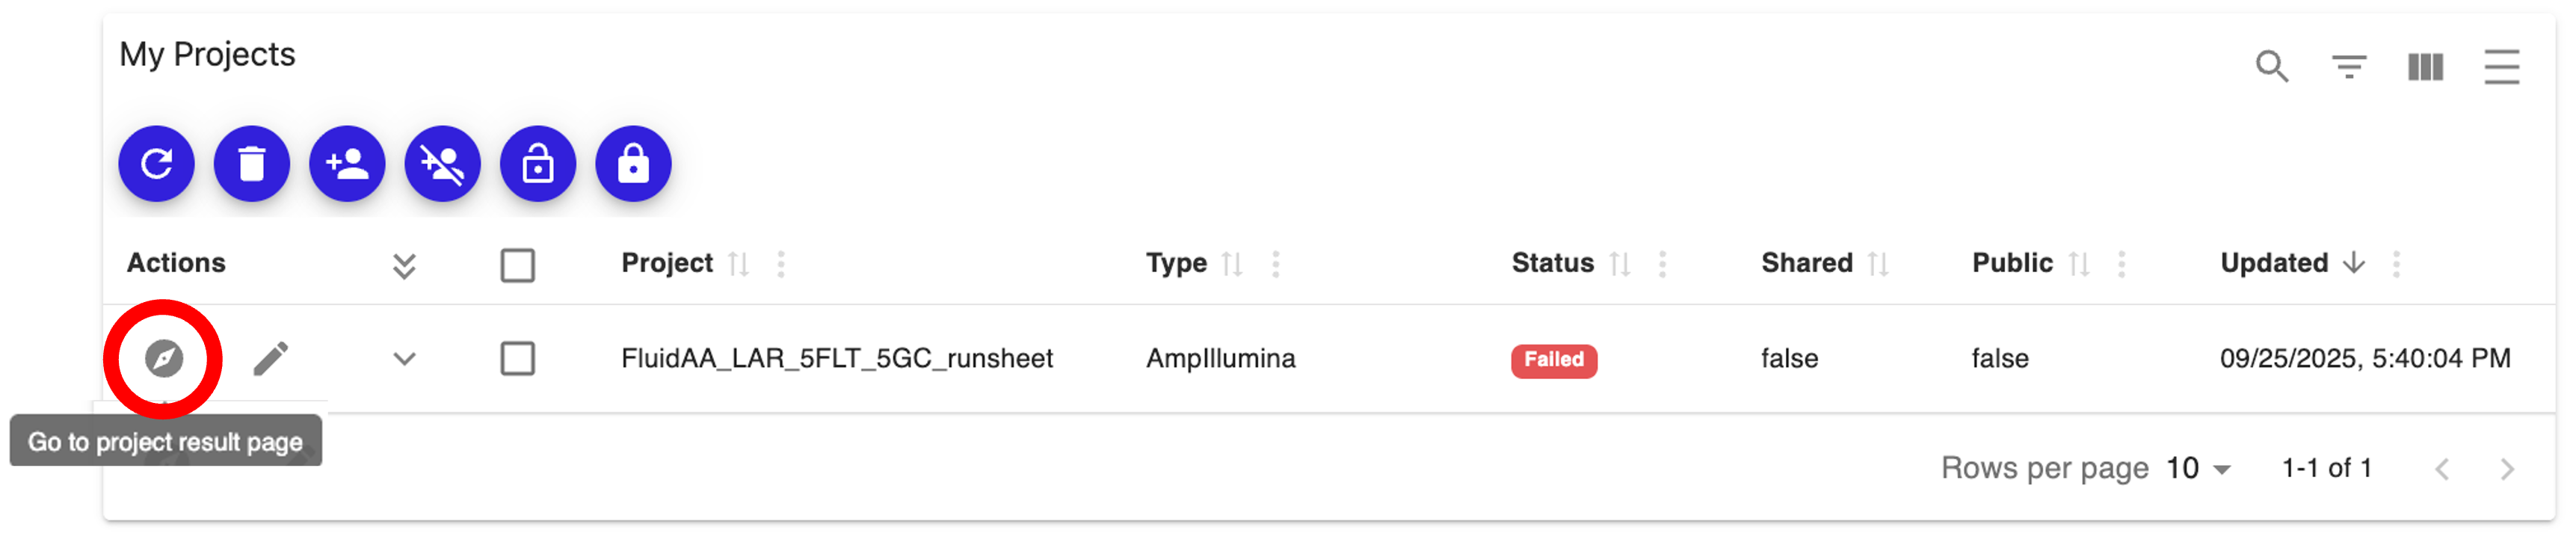 My Projects
Actions Project Type Status Shared Public Updated
FluidAA_LAR_5FLT_5GC_runsheet AmpIllumina Failed false false 09/25/2025, 5:40:04 PM
Go to project result page
Rows per page 10 1-1 of 1